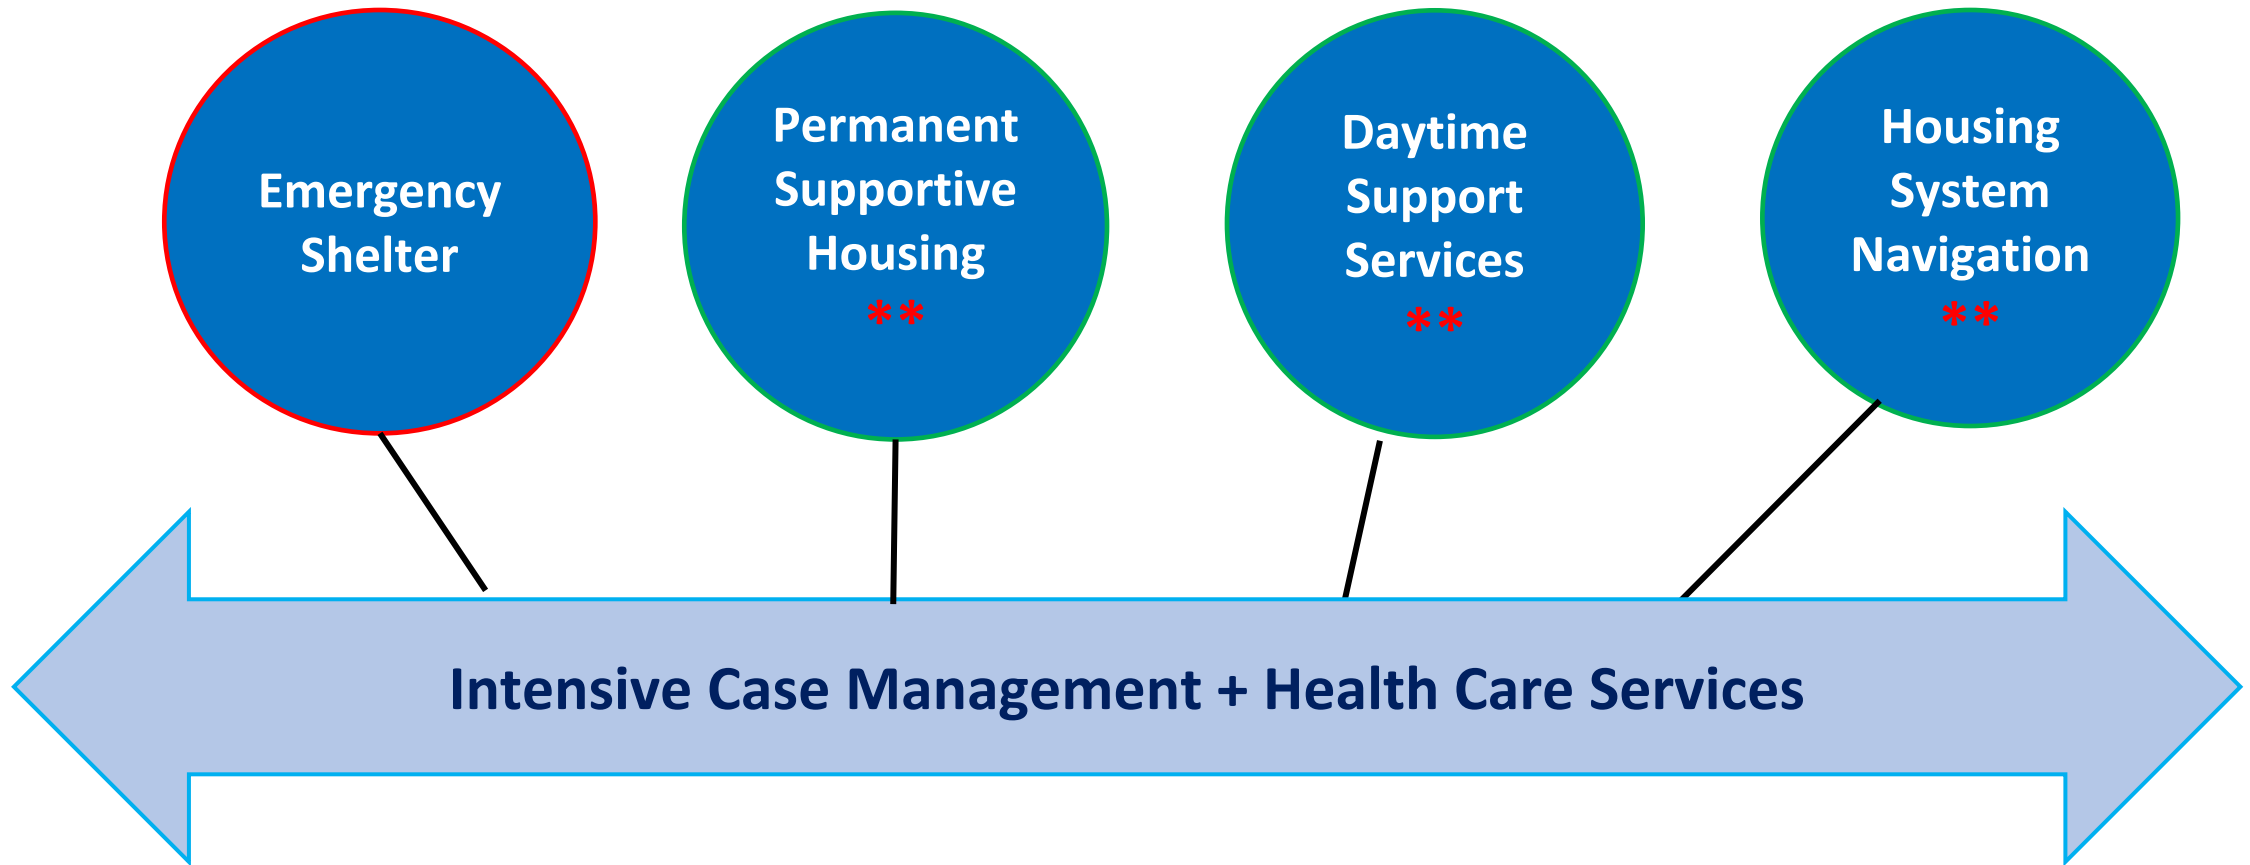 Emergency
Shelter
Permanent
Supportive
Housing
**
Daytime
Support
Services
**
Housing
System
Navigation
**
Intensive Case Management + Health Care Services